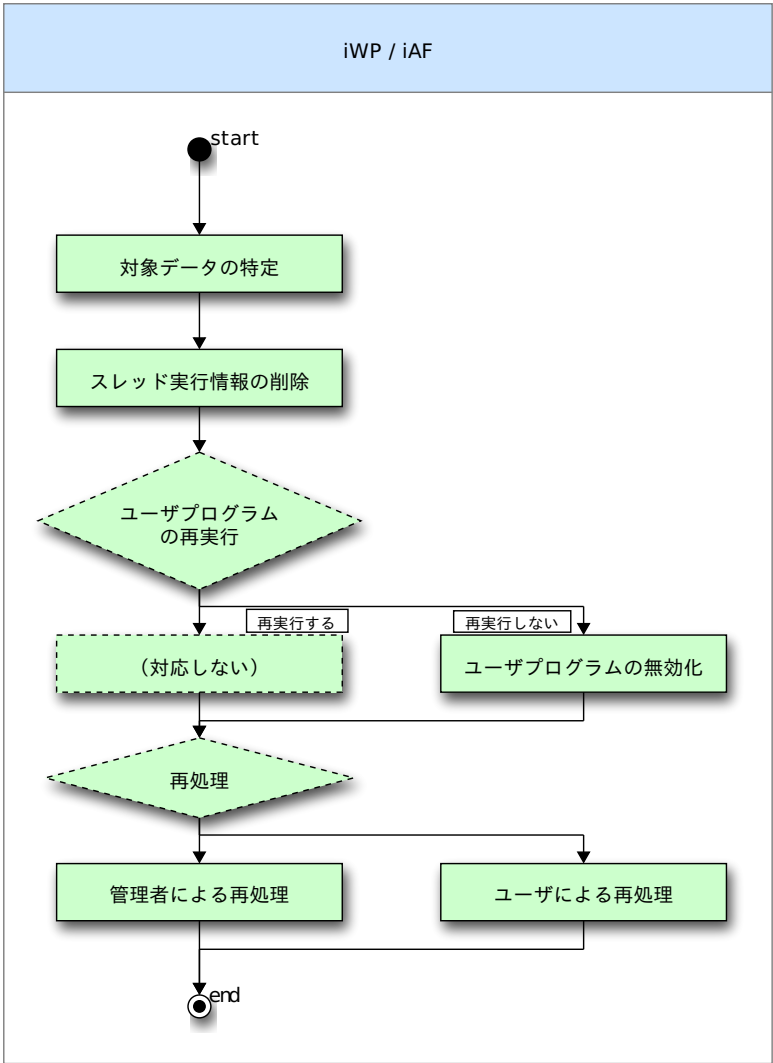 iWP / iAF
start
対象データの特定
スレッド実行情報の削除
ユーザプログラム
の再実行
再実行する
再実行しない
（対応しない）
ユーザプログラムの無効化
再処理
管理者による再処理
ユーザによる再処理
end